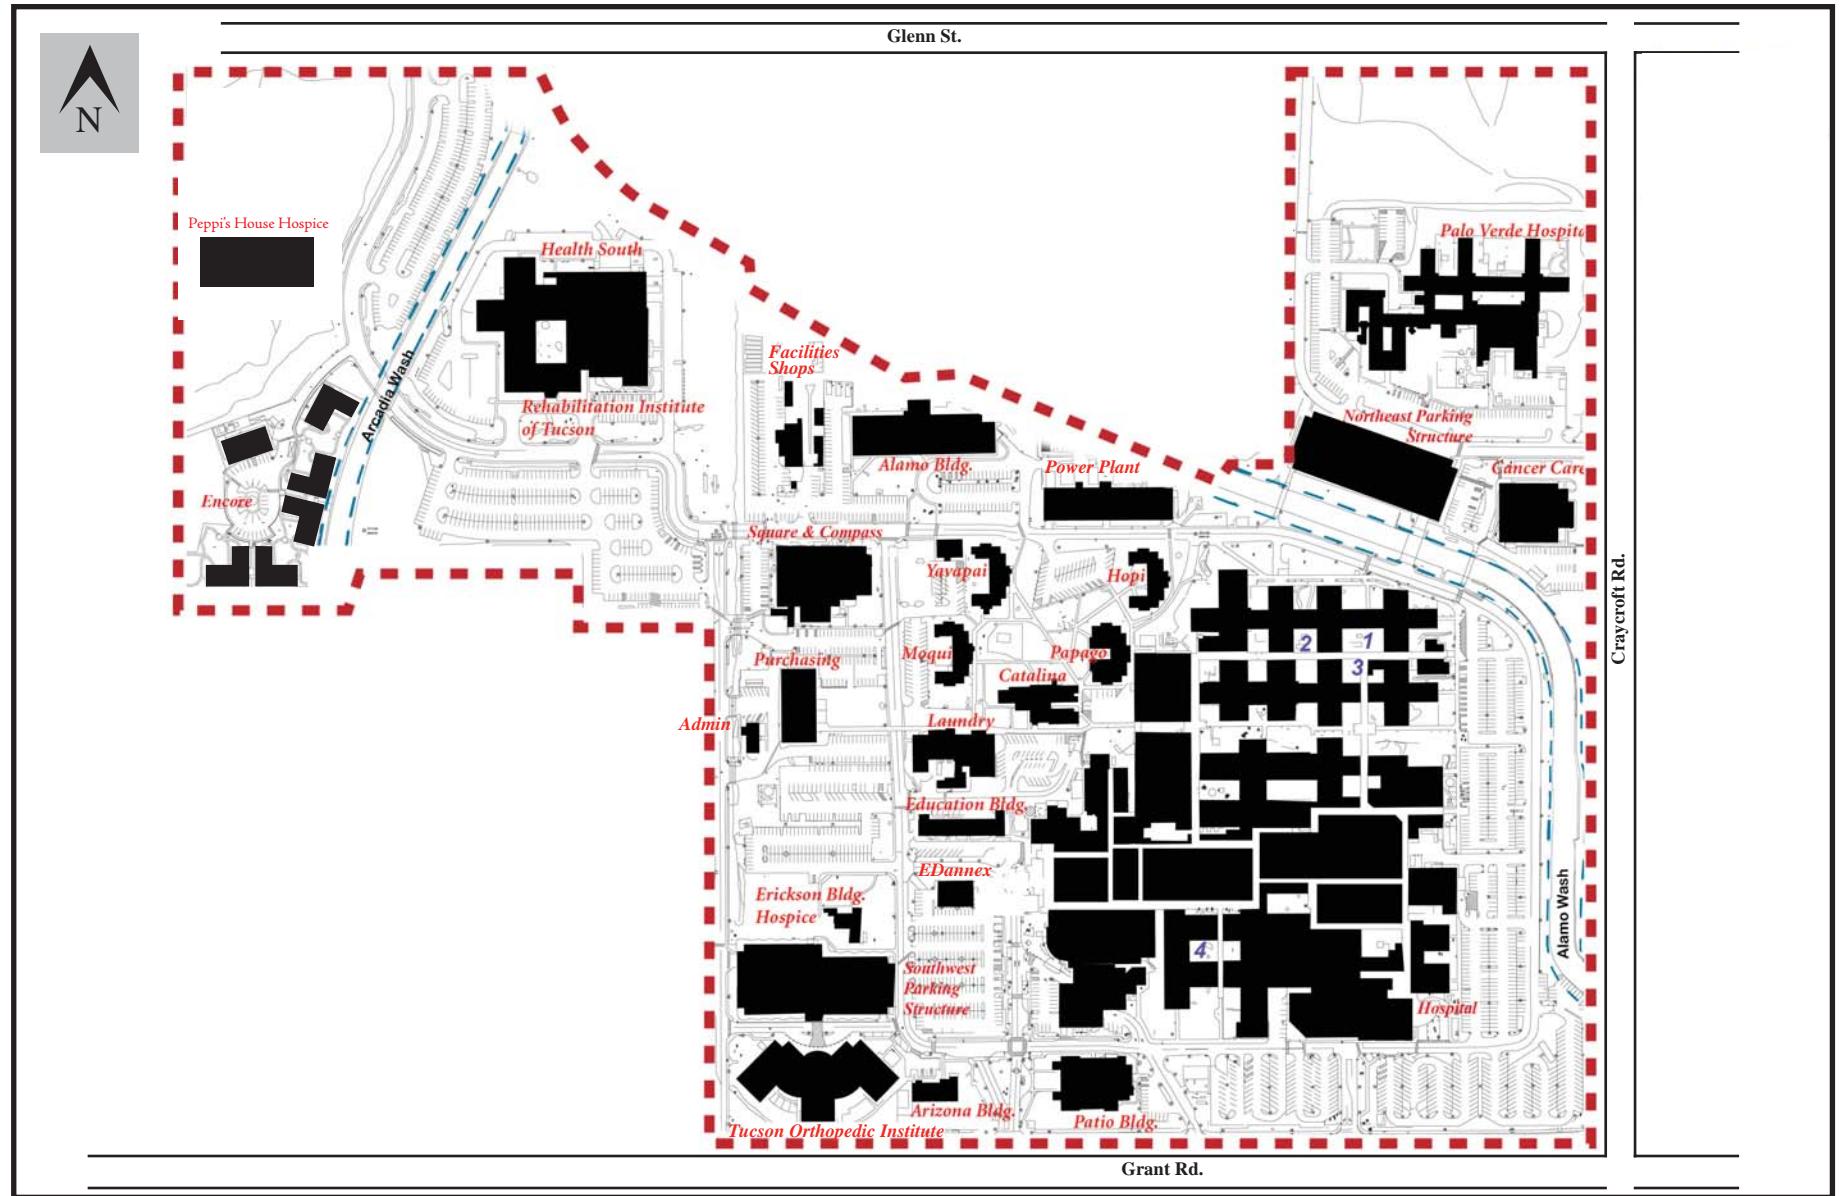 Glenn St.
N
Peppi's House Hospice
Health South
Palo Verde Hospita
Facilities
Shops
Arcadia Wash
Rehabilitation Institute
of Tucson
Northeast Parking
Structure
Alamo Bldg.
Power Plant
Cancer Care
Encore
Square & Compass
Yavapai
Hopi
Craycroft Rd.
2
1
3
Moqui
Papago
Purchasing
Catalina
Admin
Laundry
Education Bldg.
EDannex
Erickson Bldg.
Hospice
Alamo Wash
4
Southwest
Parking
Structure
Hospital
Arizona Bldg.
Patio Bldg.
Tucson Orthopedic Institute
Grant Rd.